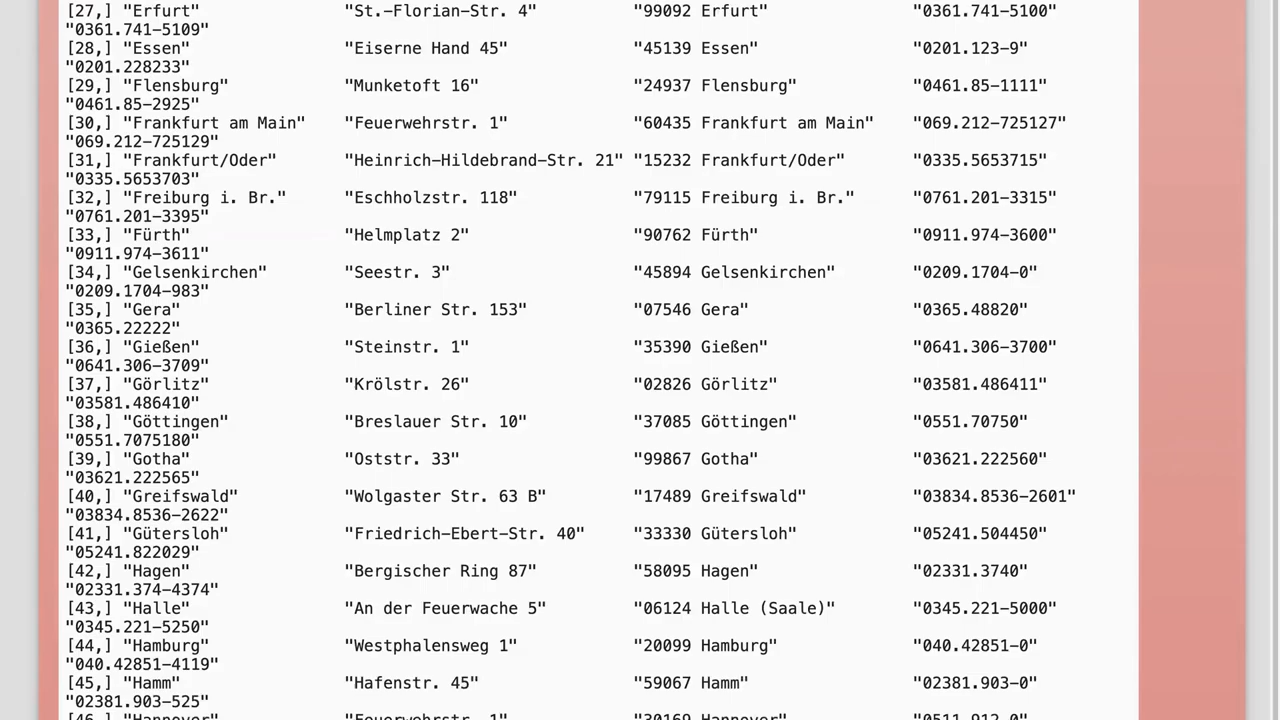 [27,] "Erfurt" "St.-Florian-Str. 4" "99092 Erfurt" "0361.741-5100"
"0361.741-5109"
[28,] "Essen" "Eiserne Hand 45" "45139 Essen" "0201.123-9"
"0201.228233"
[29,] "Flensburg" "Munketoft 16" "24937 Flensburg" "0461.85-1111"
"0461.85-2925"
[30,] "Frankfurt am Main" "Feuerwehrstr. 1" "60435 Frankfurt am Main" "069.212-725127"
"069.212-725129"
[31,] "Frankfurt/Oder" "Heinrich-Hildebrand-Str. 21" "15232 Frankfurt/Oder" "0335.5653715"
"0335.5653703"
[32,] "Freiburg i. Br." "Eschholzstr. 118" "79115 Freiburg i. Br." "0761.201-3315"
"0761.201-3395"
[33,] "Fürth" "Helmplatz 2" "90762 Fürth" "0911.974-3600"
"0911.974-3611"
[34,] "Gelsenkirchen" "Seestr. 3" "45894 Gelsenkirchen" "0209.1704-0"
"0209.1704-983"
[35,] "Gera" "Berliner Str. 153" "07546 Gera" "0365.48820"
"0365.22222"
[36,] "Gießen" "Steinstr. 1" "35390 Gießen" "0641.306-3700"
"0641.306-3709"
[37,] "Görlitz" "Krölstr. 26" "02826 Görlitz" "03581.486411"
"03581.486410"
[38,] "Göttingen" "Breslauer Str. 10" "37085 Göttingen" "0551.70750"
"0551.7075180"
[39,] "Gotha" "Oststr. 33" "99867 Gotha" "03621.222560"
"03621.222565"
[40,] "Greifswald" "Wolgaster Str. 63 B" "17489 Greifswald" "03834.8536-2601"
"03834.8536-2622"
[41,] "Gütersloh" "Friedrich-Ebert-Str. 40" "33330 Gütersloh" "05241.504450"
"05241.822029"
[42,] "Hagen" "Bergischer Ring 87" "58095 Hagen" "02331.3740"
"02331.374-4374"
[43,] "Halle" "An der Feuerwache 5" "06124 Halle (Saale)" "0345.221-5000"
"0345.221-5250"
[44,] "Hamburg" "Westphalensweg 1" "20099 Hamburg" "040.42851-0"
"040.42851-4119"
[45,] "Hamm" "Hafenstr. 45" "59067 Hamm" "02381.903-0"
"02381.903-525"
[46,] "Hannover" "Feuerwehrstr. 1" "30169 Hannover" "0511.912-0"